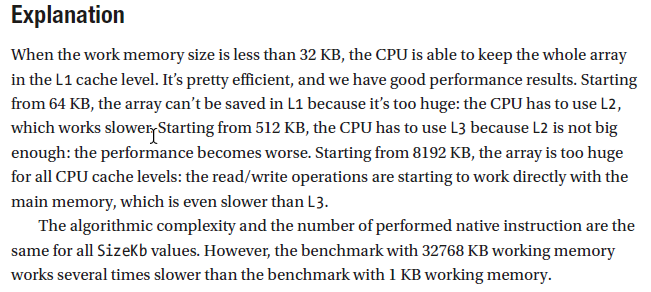 Explanation
When the work memory size is less than 32 KB, the CPU is able to keep the whole array
in the L1 cache level. It’s pretty efficient, and we have good performance results. Starting
from 64 KB, the array can’t be saved in L1 because it’s too huge: the CPU has to use L2,
which works slower. Starting from 512 KB, the CPU has to use L3 because L2 is not big
enough: the performance becomes worse. Starting from 8192 KB, the array is too huge
for all CPU cache levels: the read/write operations are starting to work directly with the
main memory, which is even slower than L3.
The algorithmic complexity and the number of performed native instruction are the
same for all SizeKb values. However, the benchmark with 32768 KB working memory
works several times slower than the benchmark with 1 KB working memory.